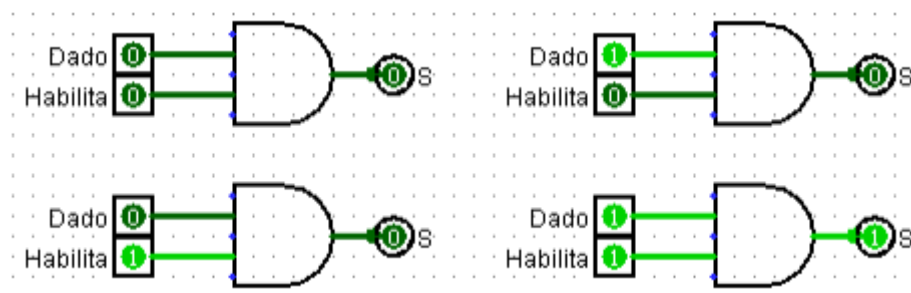 Dado 0 Dado 1
0 S 0 S
Habilita 0 Habilita 0
Dado 0 Dado 1
0 S 1 S
Habilita 1 Habilita 1